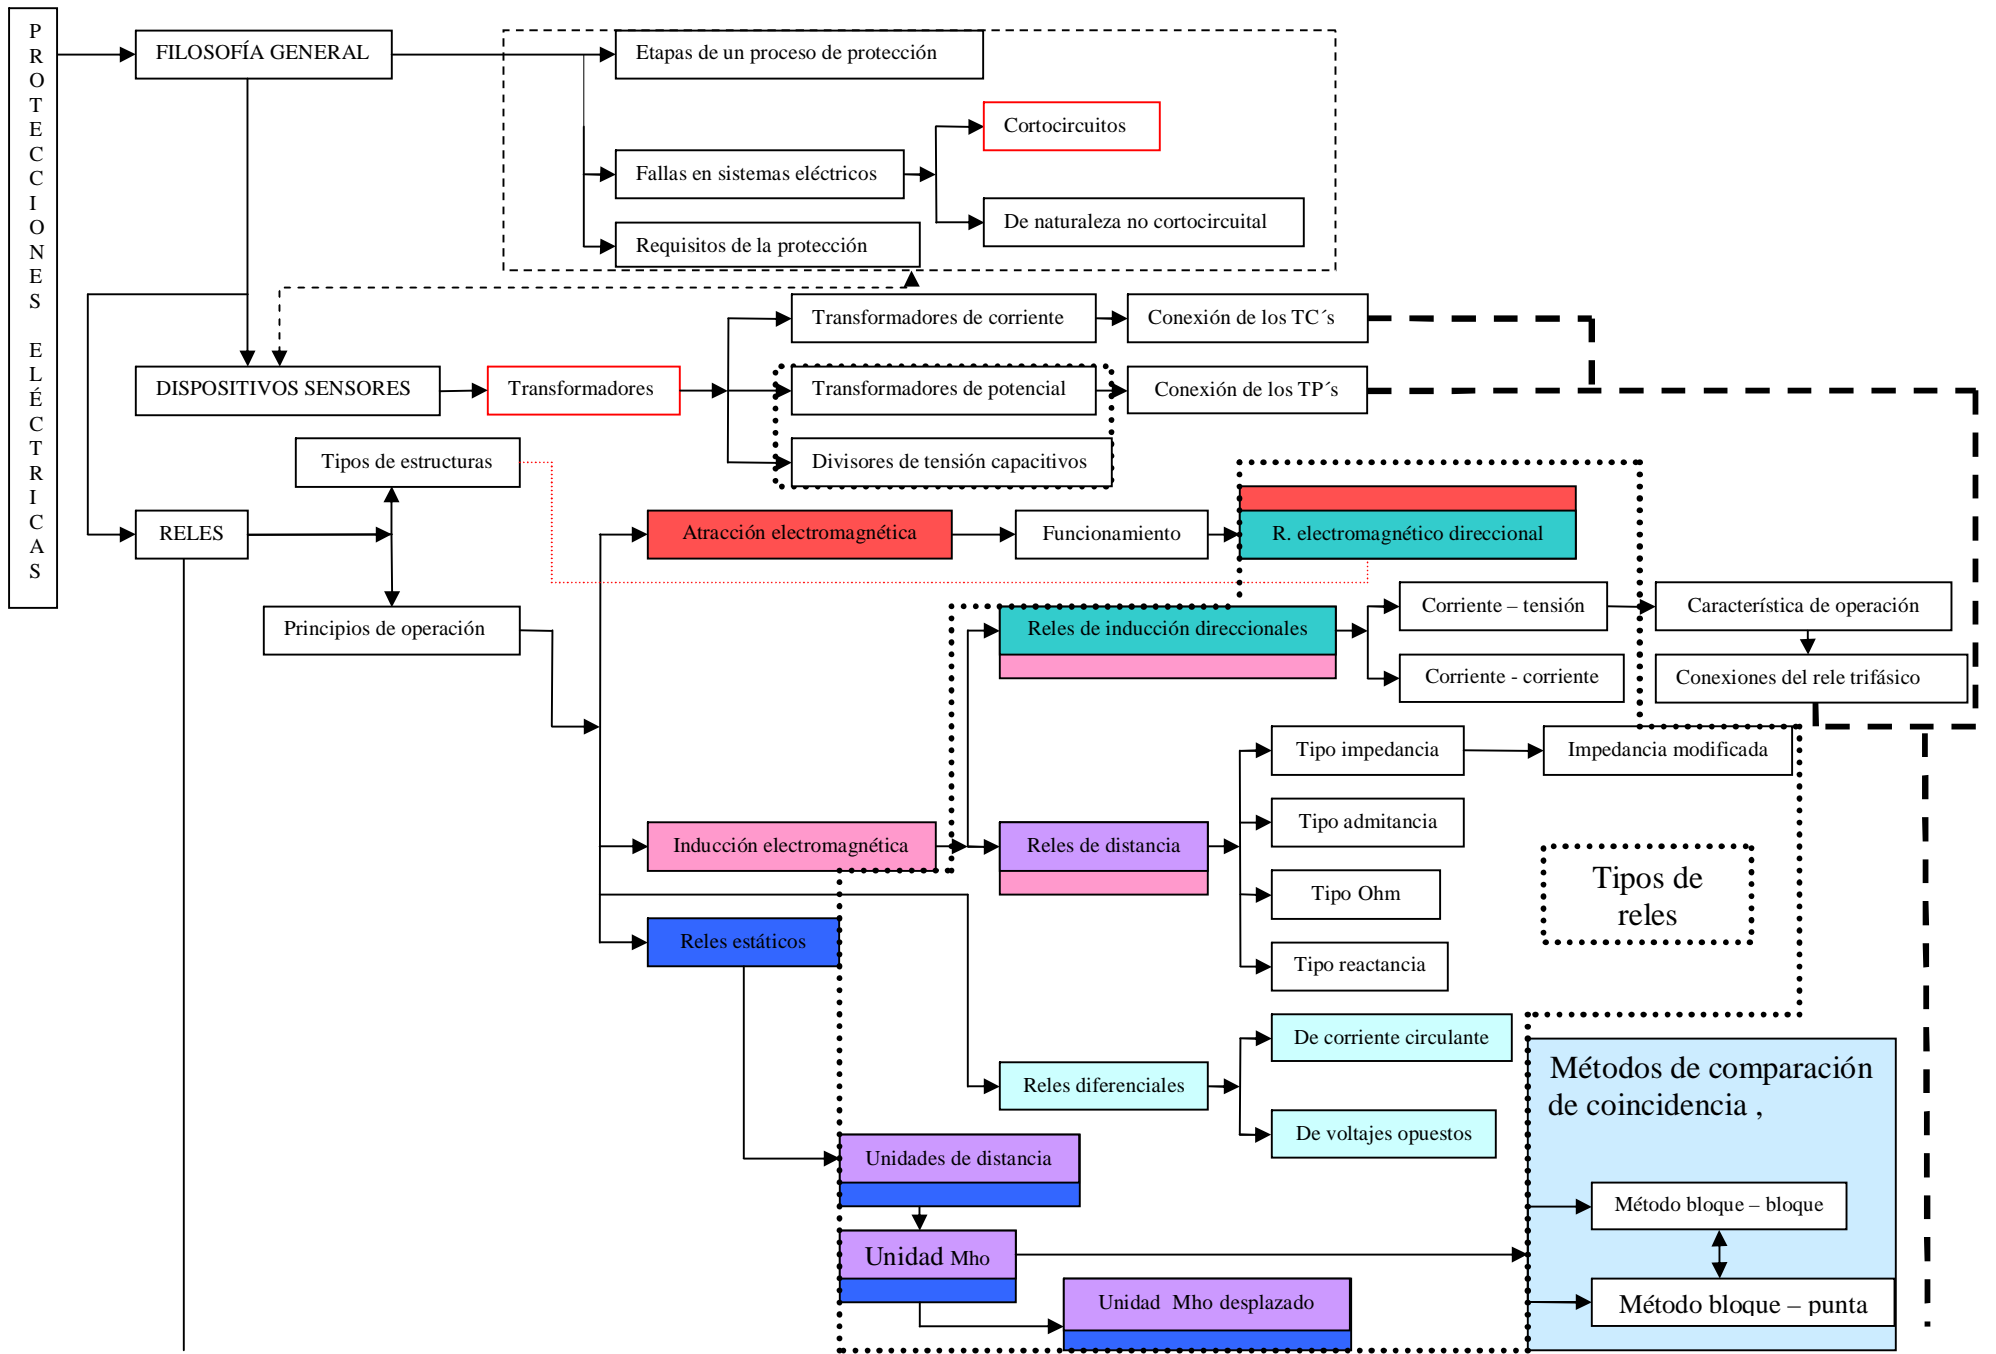 PROTECCIONES ELÉCTRICAS
FILOSOFÍA GENERAL
Etapas de un proceso de protección
Cortocircuitos
Fallas en sistemas eléctricos
De naturaleza no cortocircuital
Requisitos de la protección
Transformadores de corriente
Conexión de los TC´s
DISPOSITIVOS SENSORES
Transformadores
Transformadores de potencial
Conexión de los TP´s
Tipos de estructuras
Divisores de tensión capacitivos
RELES
Atracción electromagnética
Funcionamiento
R. electromagnético direccional
Principios de operación
Reles de inducción direccionales
Corriente – tensión
Característica de operación
Corriente - corriente
Conexiones del rele trifásico
Tipo impedancia
Impedancia modificada
Tipo admitancia
Inducción electromagnética
Reles de distancia
Tipo Ohm
Tipos de
reles
Reles estáticos
Tipo reactancia
De corriente circulante
Reles diferenciales
De voltajes opuestos
Métodos de comparación
de coincidencia ,
Unidades de distancia
Método bloque – bloque
Unidad Mho
Unidad Mho desplazado
Método bloque – punta